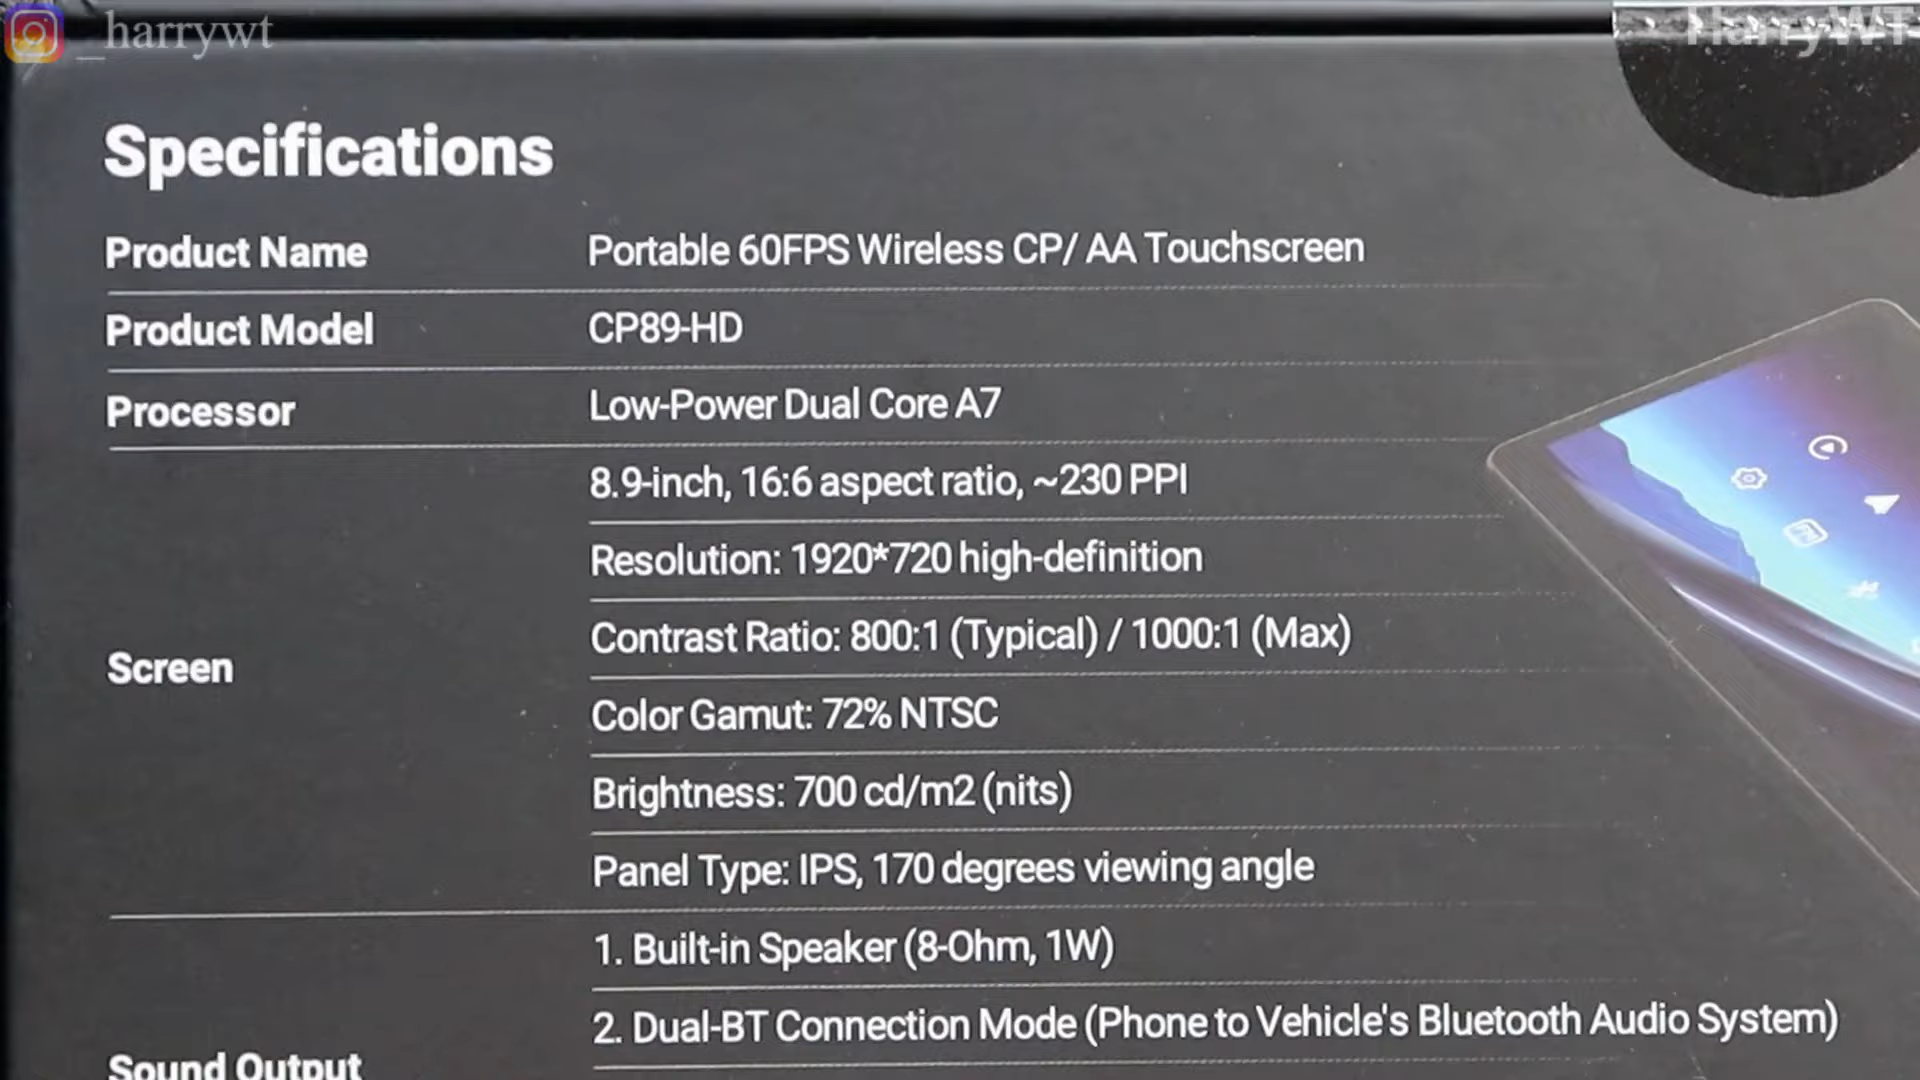 _harrywt
HarryWT
Specifications
Product Name Portable 60FPS Wireless CP/ AA Touchscreen
Product Model CP89-HD
Processor Low-Power Dual Core A7
8.9-inch, 16:6 aspect ratio, ~230 PPI
Resolution: 1920*720 high-definition
Contrast Ratio: 800:1 (Typical) / 1000:1 (Max)
Screen
Color Gamut: 72% NTSC
Brightness: 700 cd/m2 (nits)
Panel Type: IPS, 170 degrees viewing angle
1. Built-in Speaker (8-Ohm, 1W)
2. Dual-BT Connection Mode (Phone to Vehicle's Bluetooth Audio System)
Sound Output